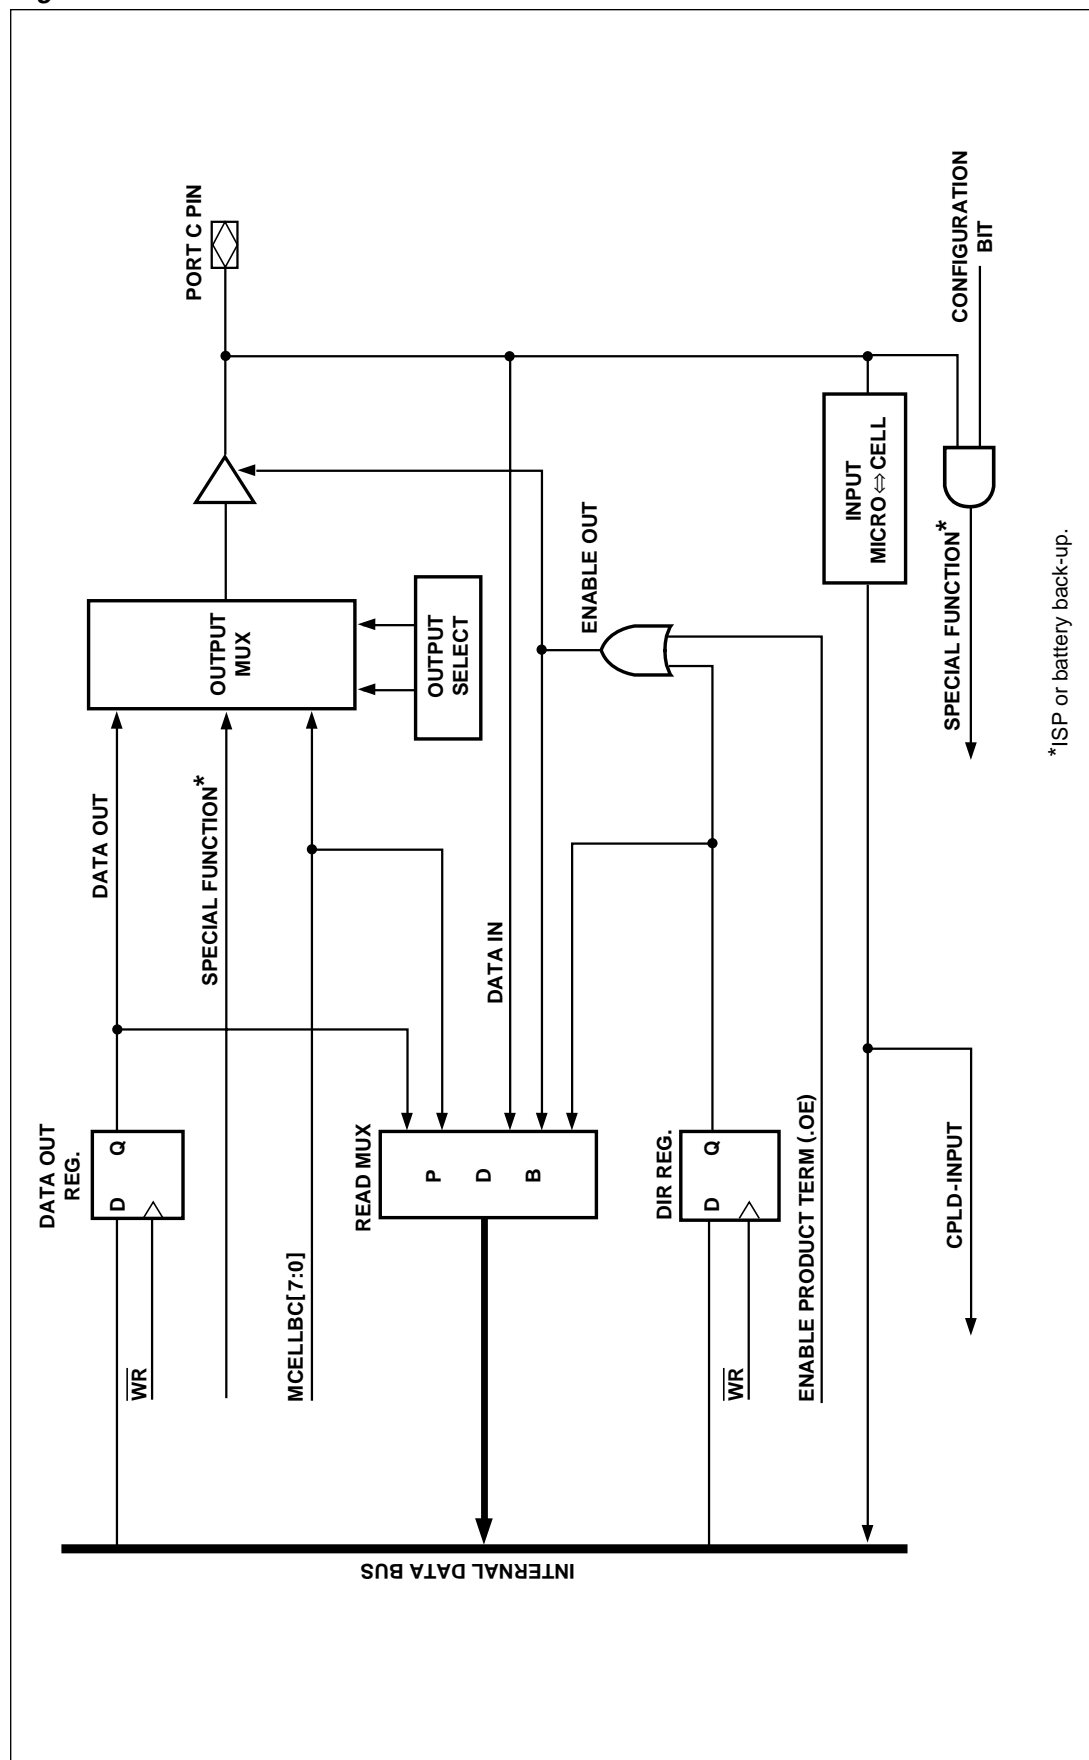 INTERNAL DATA BUS
DATA OUT
REG.
D
Q
WR
DATA OUT
SPECIAL FUNCTION*
MCELLBC[7:0]
OUTPUT
MUX
OUTPUT
SELECT
PORT C PIN
READ MUX
P
D
B
DATA IN
ENABLE OUT
DIR REG.
D
Q
WR
ENABLE PRODUCT TERM (.OE)
INPUT
MICRO⇔CELL
CPLD-INPUT
SPECIAL FUNCTION*
CONFIGURATION
BIT
*ISP or battery back-up.